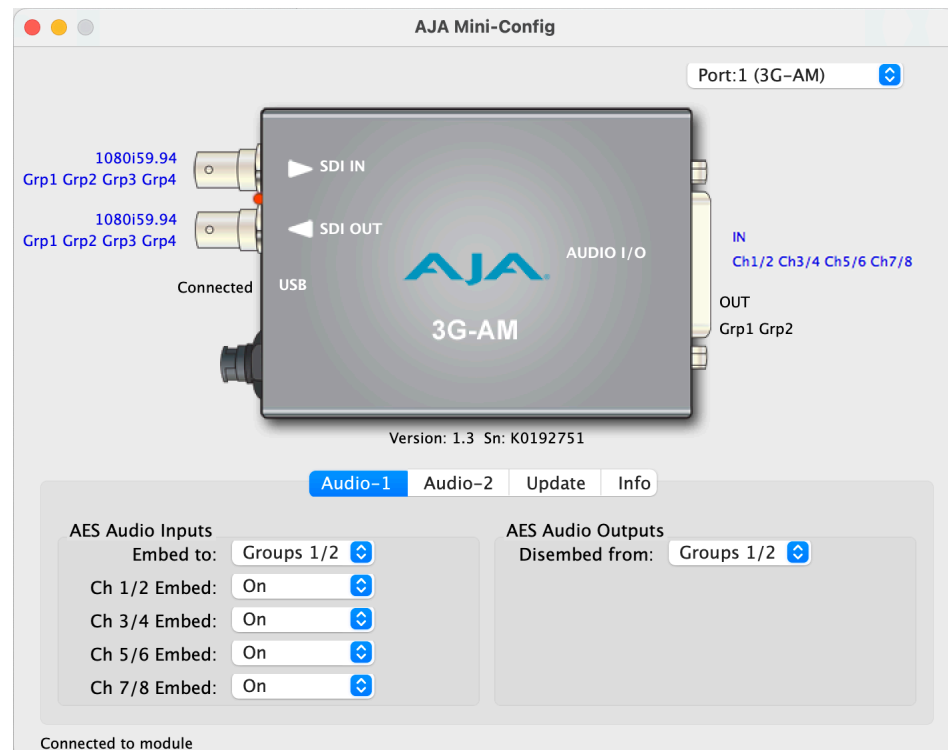 AJA Mini-Config
Port:1 (3G-AM)
1080i59.94
Grp1 Grp2 Grp3 Grp4
SDI IN
1080i59.94
Grp1 Grp2 Grp3 Grp4
SDI OUT
Connected
USB
AJA
3G-AM
AUDIO I/O
IN
Ch1/2 Ch3/4 Ch5/6 Ch7/8
OUT
Grp1 Grp2
Version: 1.3 Sn: K0192751
Audio-1 Audio-2 Update Info
AES Audio Inputs
Embed to: Groups 1/2
Ch 1/2 Embed: On
Ch 3/4 Embed: On
Ch 5/6 Embed: On
Ch 7/8 Embed: On
AES Audio Outputs
Disembed from: Groups 1/2
Connected to module